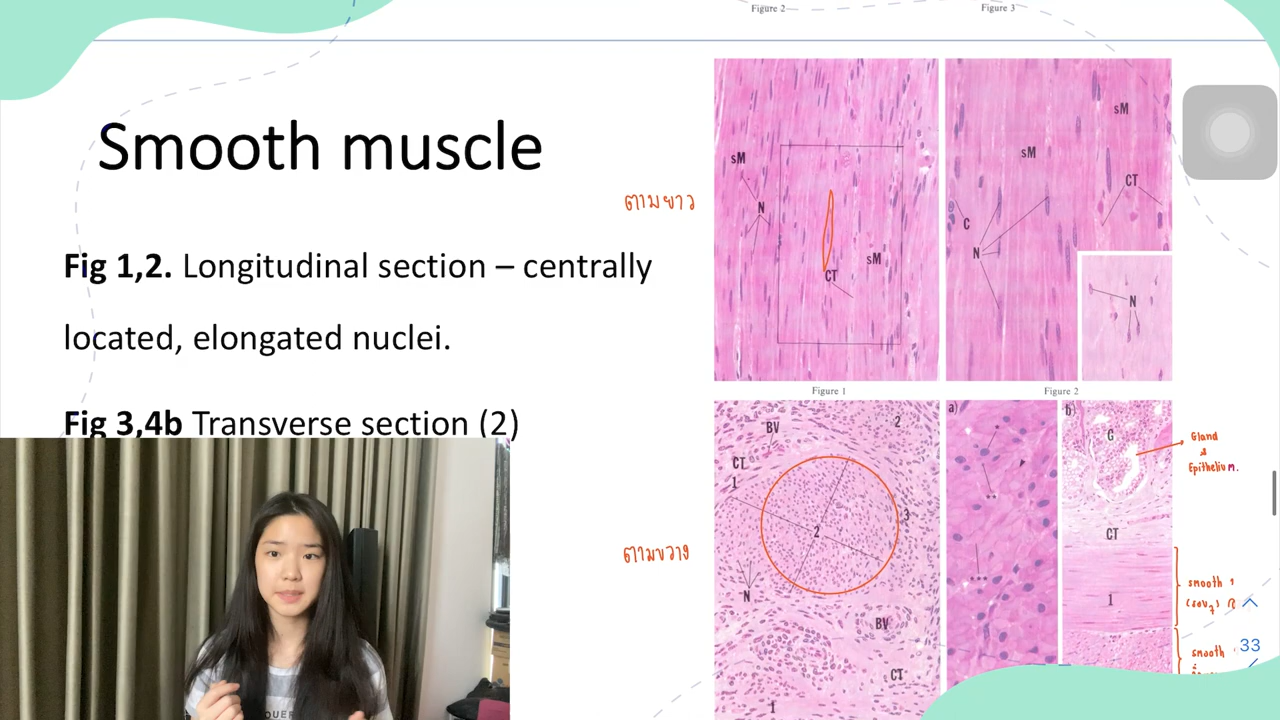 Figure 2
Figure 3
Smooth muscle
Fig 1,2. Longitudinal section – centrally
located, elongated nuclei.
Fig 3,4b Transverse section (2)
ตามยาว
sM
N
CT
sM
sM
sM
CT
C
N
N
Figure 1
Figure 2
ตามขวาง
BV
2
CT
1
3
2
N
BV
CT
1
a)
*
**
***
b)
G
CT
1
Gland
&
Epithelium.
smooth
smooth
33